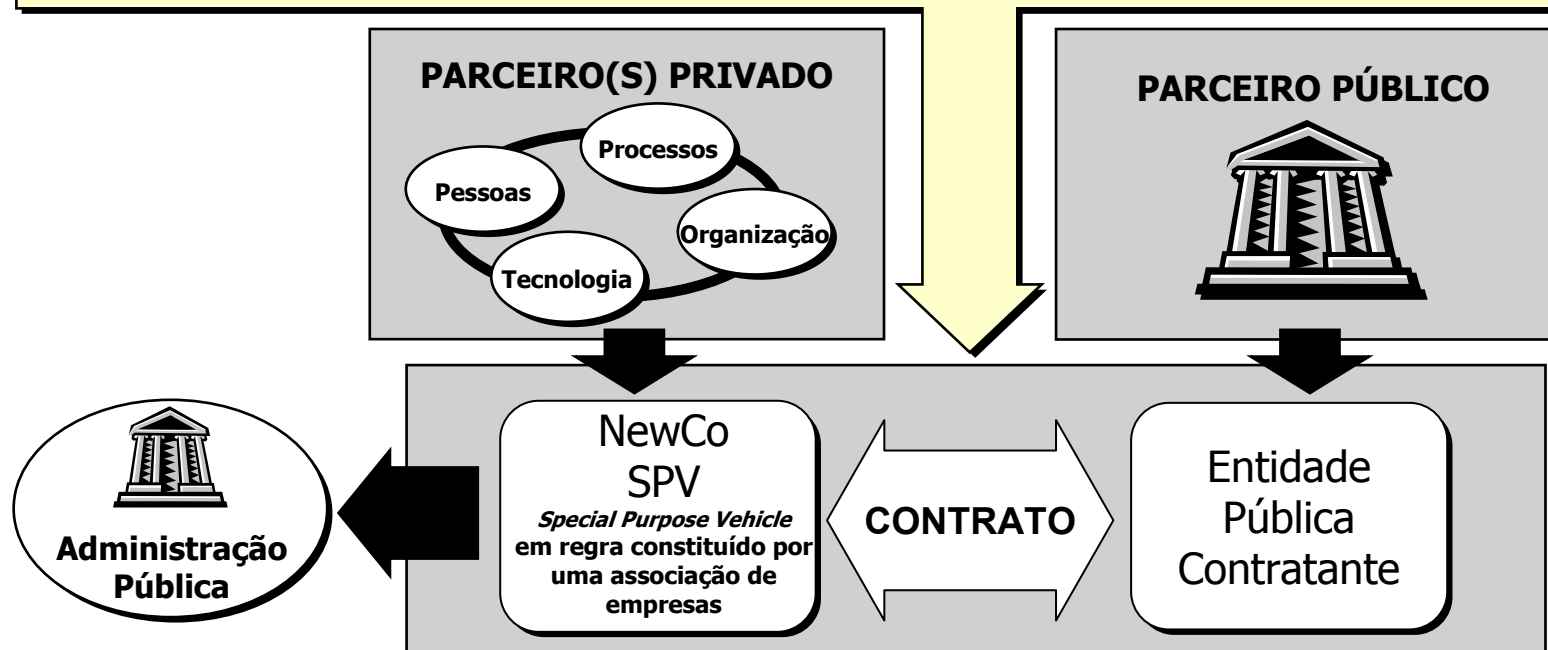 PARCEIRO(S) PRIVADO
Processos
Pessoas
Organização
Tecnologia
PARCEIRO PÚBLICO
Administração
Pública
NewCo
SPV
Special Purpose Vehicle
em regra constituído por
uma associação de
empresas
CONTRATO
Entidade
Pública
Contratante